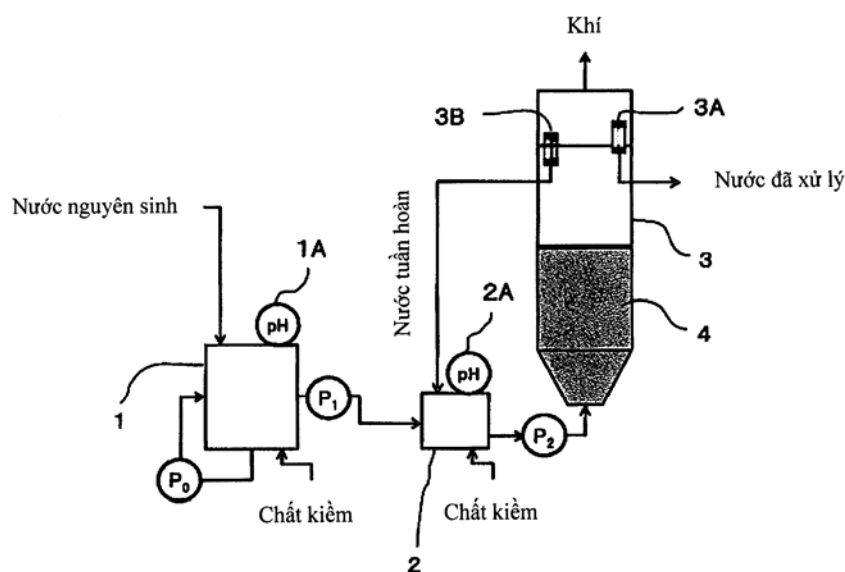 Khí
3B
3A
Nước đã xử lý
Nước nguyên sinh
Nước tuần hoàn
3
1A
pH
2A
4
pH
1
P₁
P₂
P₀
Chất kiềm
Chất kiềm
2